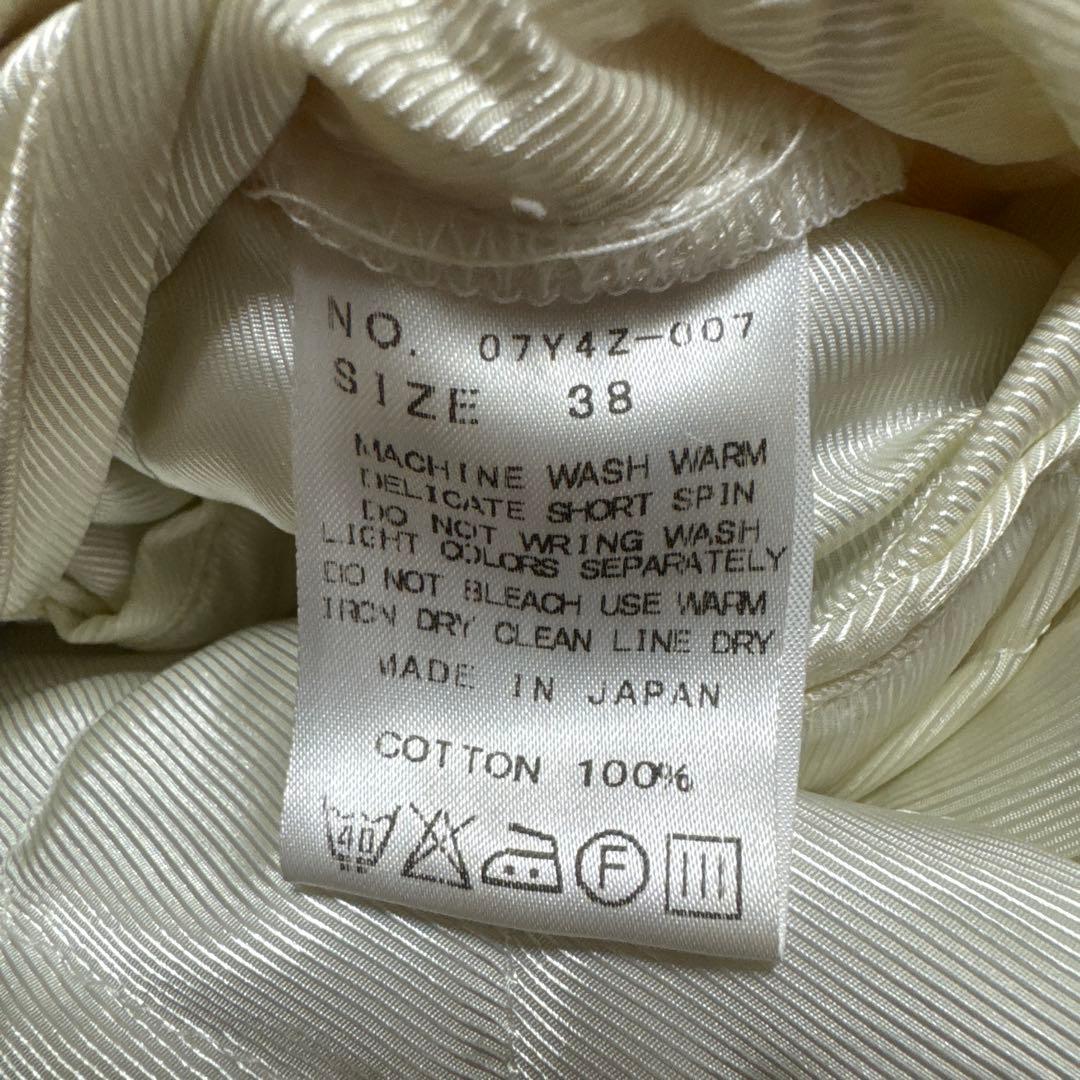 NO. 07Y4Z-007
SIZE 38
MACHINE WASH WARM
DELICATE SHORT SPIN
DO NOT WRING WASH
LIGHT COLORS SEPARATELY
DO NOT BLEACH USE WARM
IRON DRY CLEAN LINE DRY
MADE IN JAPAN
COTTON 100%
40 F